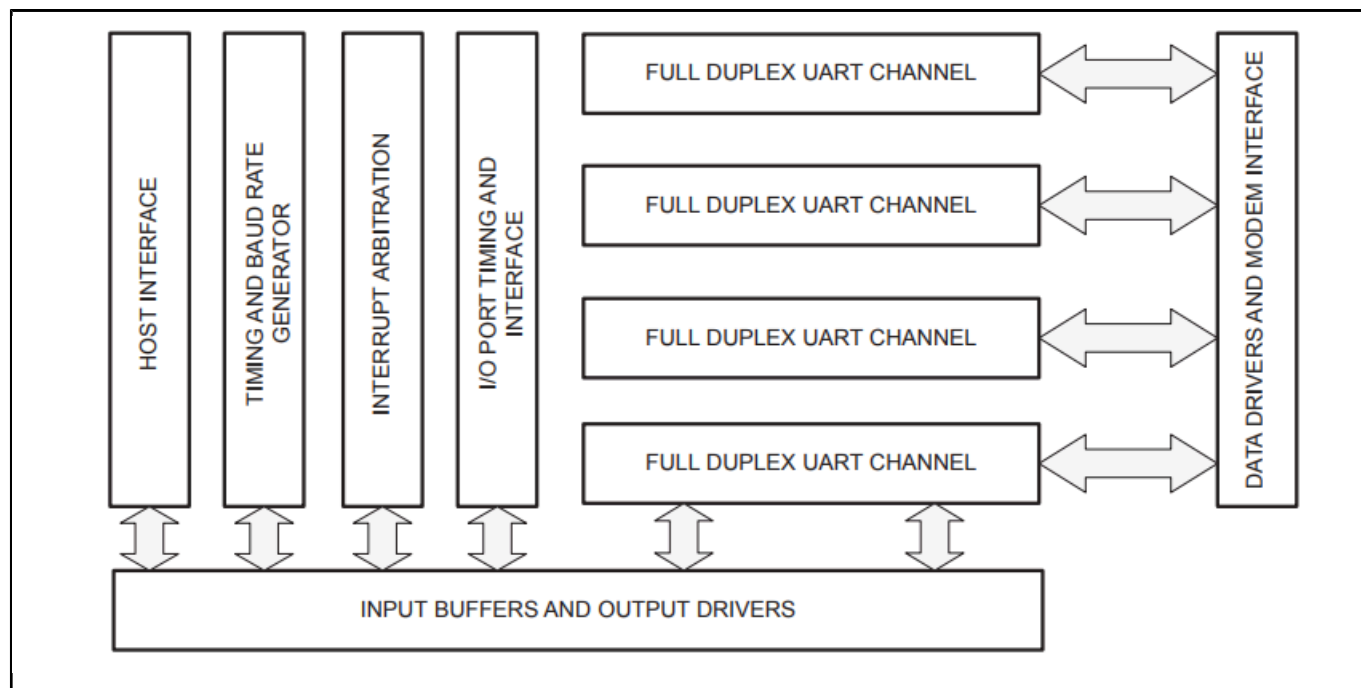 HOST INTERFACE
TIMING AND BAUD RATE
GENERATOR
INTERRUPT ARBITRATION
I/O PORT TIMING AND
INTERFACE
FULL DUPLEX UART CHANNEL
FULL DUPLEX UART CHANNEL
FULL DUPLEX UART CHANNEL
FULL DUPLEX UART CHANNEL
DATA DRIVERS AND MODEM INTERFACE
INPUT BUFFERS AND OUTPUT DRIVERS